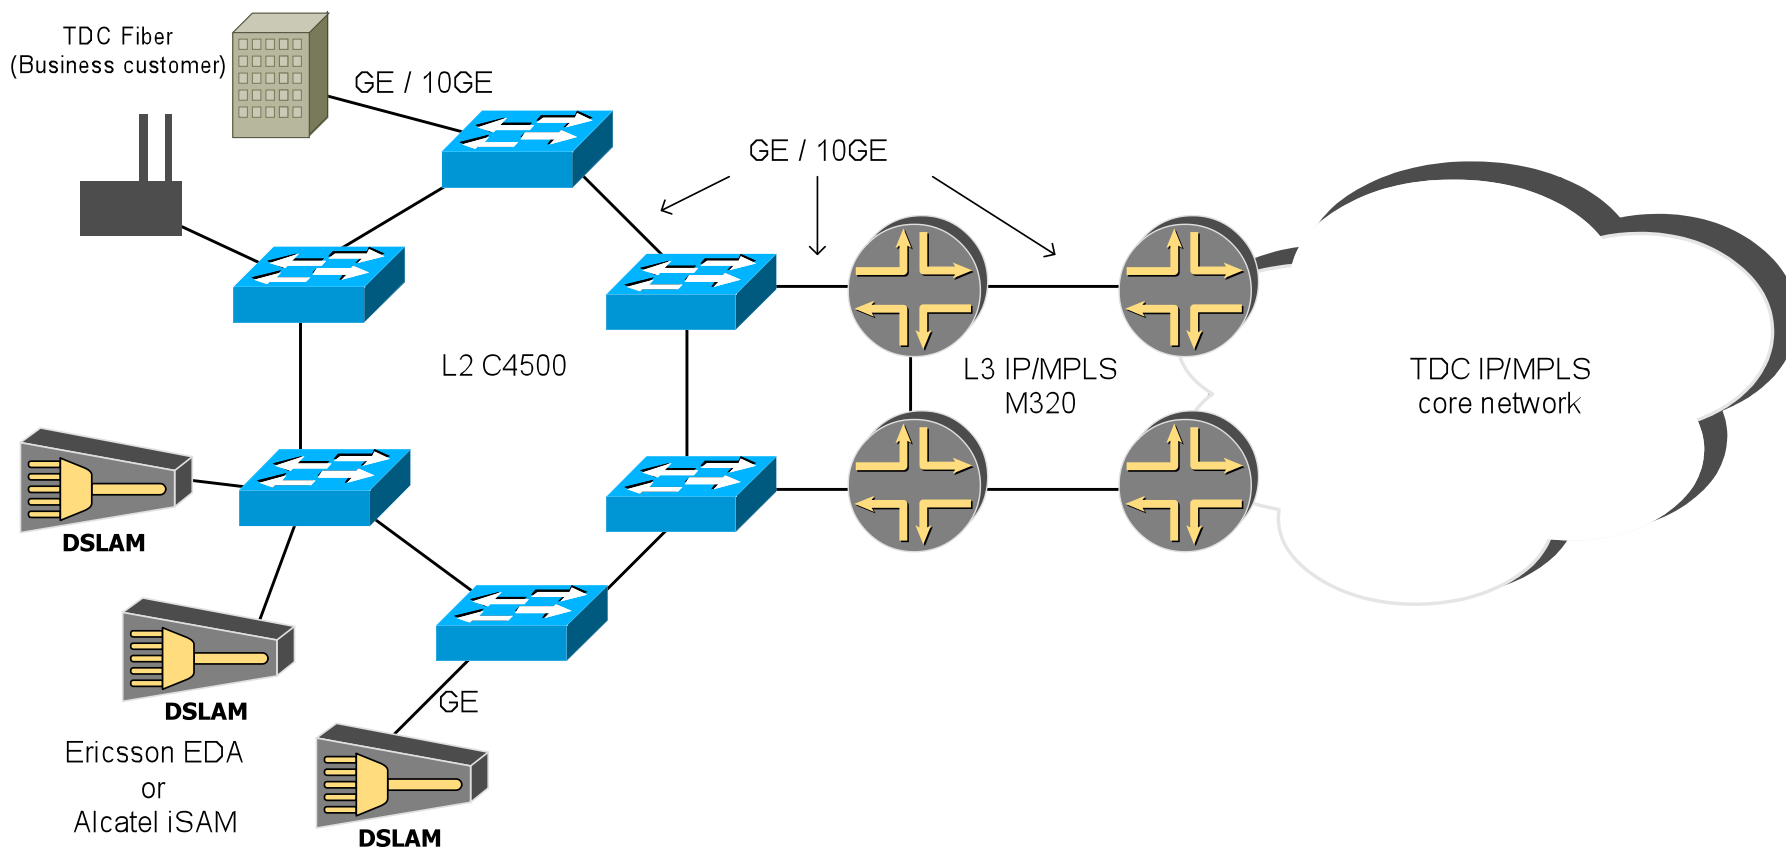 TDC Fiber
(Business customer)
GE / 10GE
GE / 10GE
L2 C4500
L3 IP/MPLS
M320
TDC IP/MPLS
core network
DSLAM
DSLAM
GE
Ericsson EDA
or
Alcatel iSAM
DSLAM